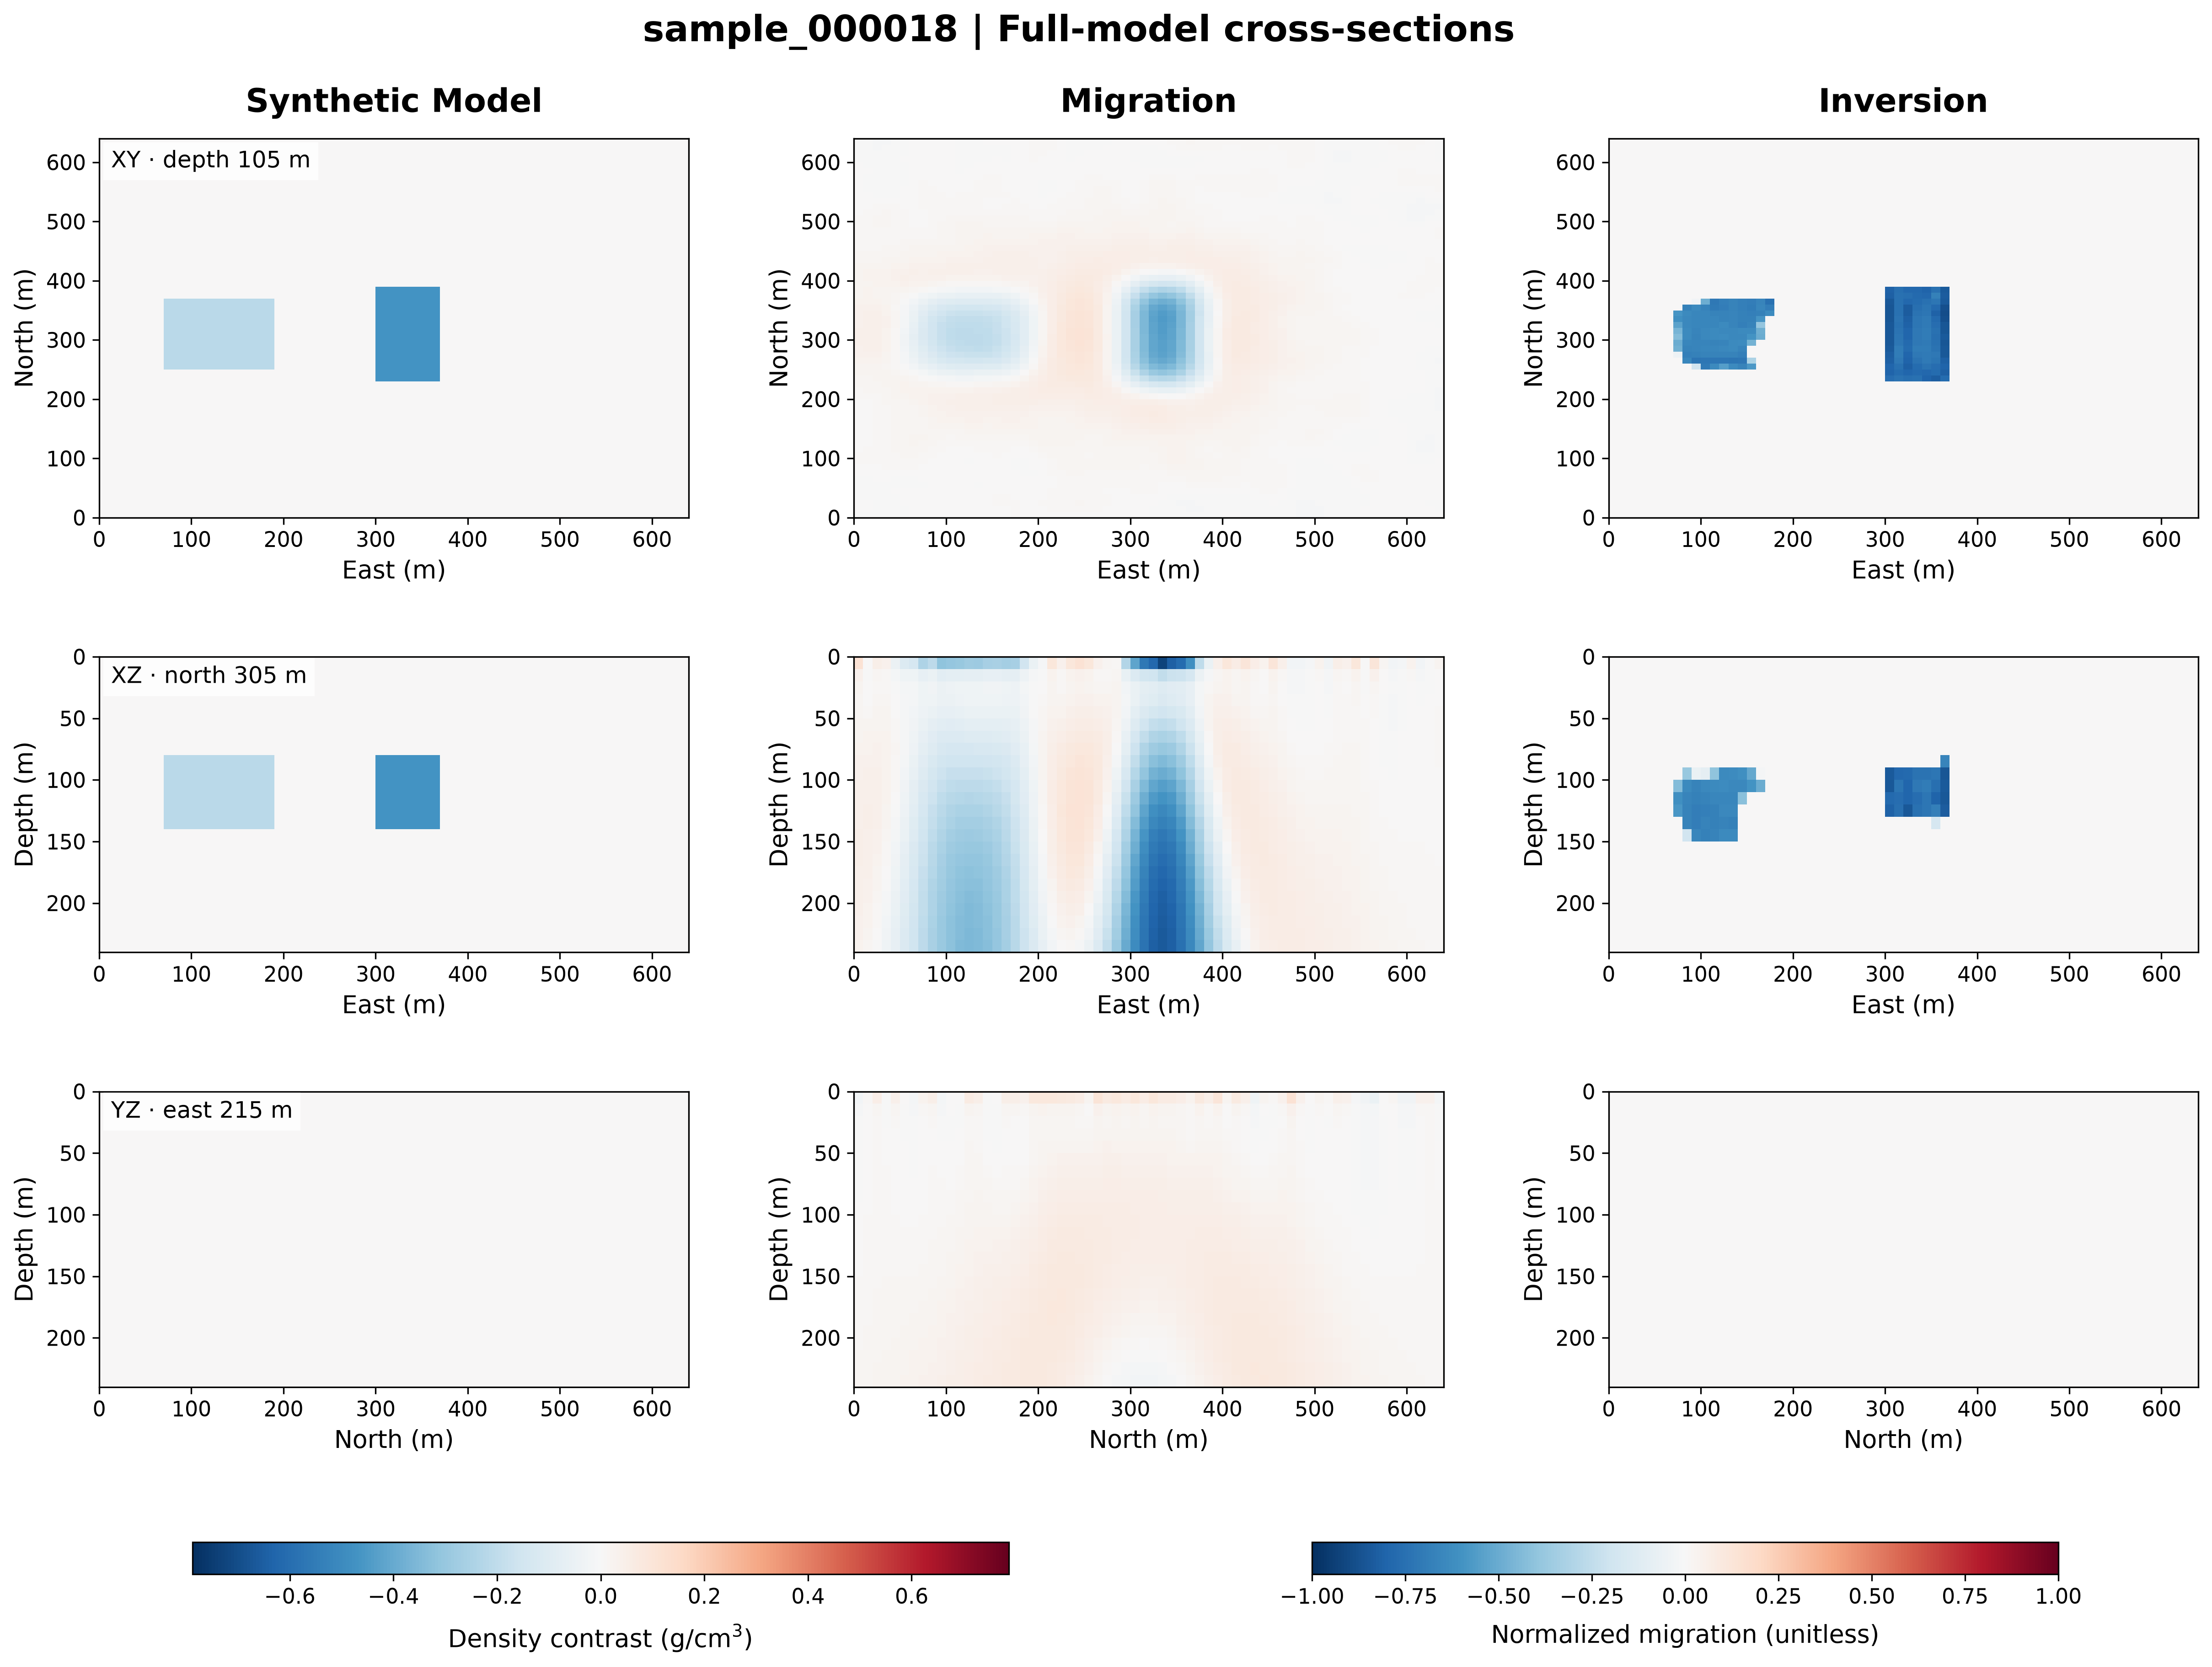 sample_000018 | Full-model cross-sections
Synthetic Model
Migration
Inversion
XY · depth 105 m
600
500
400
300
200
100
0
North (m)
0 100 200 300 400 500 600
East (m)
600
500
400
300
200
100
0
North (m)
0 100 200 300 400 500 600
East (m)
600
500
400
300
200
100
0
North (m)
0 100 200 300 400 500 600
East (m)
XZ · north 305 m
0
50
100
150
200
Depth (m)
0 100 200 300 400 500 600
East (m)
0
50
100
150
200
Depth (m)
0 100 200 300 400 500 600
East (m)
0
50
100
150
200
Depth (m)
0 100 200 300 400 500 600
East (m)
YZ · east 215 m
0
50
100
150
200
Depth (m)
0 100 200 300 400 500 600
North (m)
0
50
100
150
200
Depth (m)
0 100 200 300 400 500 600
North (m)
0
50
100
150
200
Depth (m)
0 100 200 300 400 500 600
North (m)
−0.6 −0.4 −0.2 0.0 0.2 0.4 0.6
Density contrast (g/cm³)
−1.00 −0.75 −0.50 −0.25 0.00 0.25 0.50 0.75 1.00
Normalized migration (unitless)